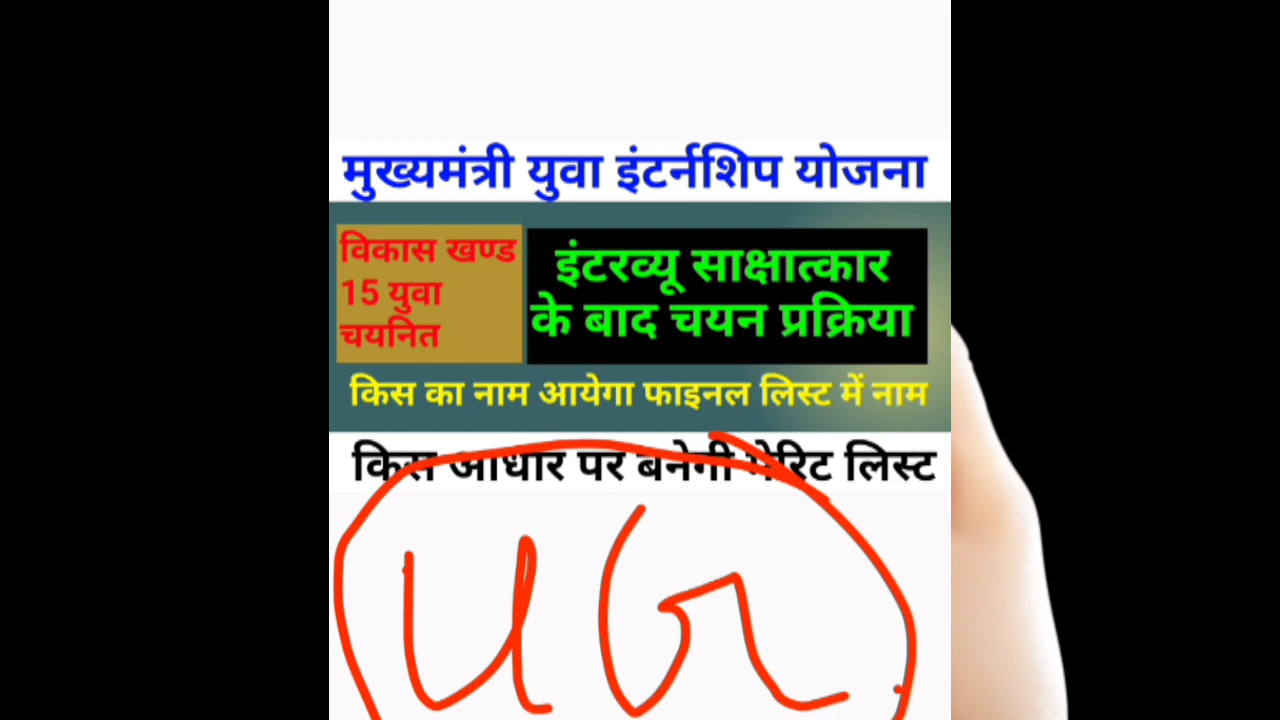 मुख्यमंत्री युवा इंटर्नशिप योजना
विकास खण्ड
15 युवा
चयनित
इंटरव्यू साक्षात्कार
के बाद चयन प्रक्रिया
किस का नाम आयेगा फाइनल लिस्ट में नाम
किस आधार पर बनेगी मेरिट लिस्ट
UG